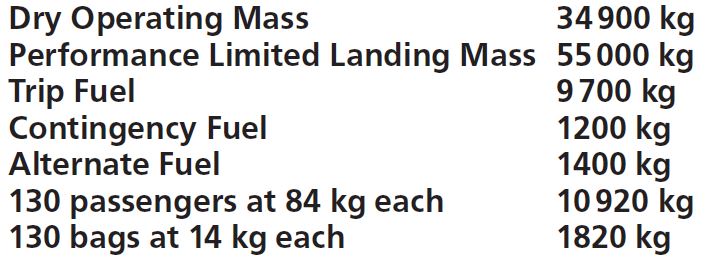 Dry Operating Mass 34 900 kg
Performance Limited Landing Mass 55 000 kg
Trip Fuel 9 700 kg
Contingency Fuel 1200 kg
Alternate Fuel 1400 kg
130 passengers at 84 kg each 10 920 kg
130 bags at 14 kg each 1820 kg